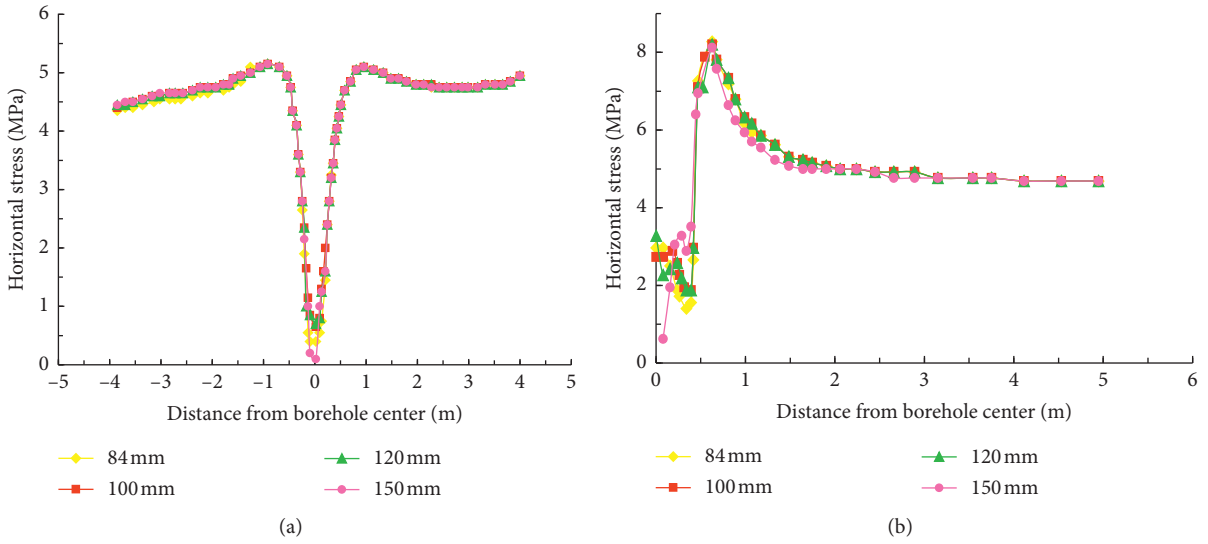 6
5
4
3
2
1
0
Horizontal stress (MPa)
–5 –4 –3 –2 –1 0 1 2 3 4 5
Distance from borehole center (m)
84 mm
100 mm
120 mm
150 mm
(a)
8
6
4
2
0
Horizontal stress (MPa)
0 1 2 3 4 5 6
Distance from borehole center (m)
84 mm
100 mm
120 mm
150 mm
(b)